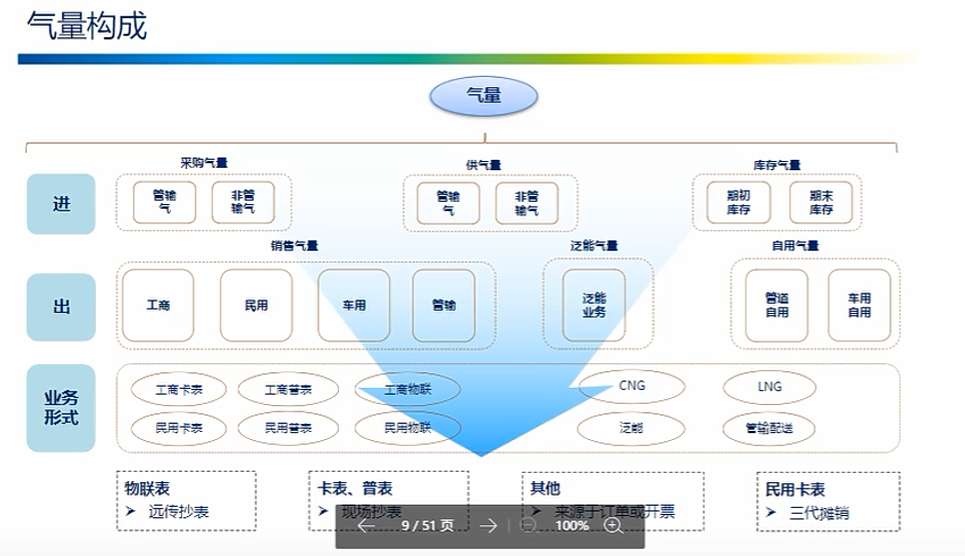 气量构成
气量
采购气量
供气量
库存气量
进
管输
气
非管
输气
管输
气
非管
输气
期初
库存
期末
库存
销售气量
泛能气量
自用气量
出
工商
民用
车用
管输
泛能
业务
管道
自用
车用
自用
业务
形式
工商卡表
工商普表
工商物联
CNG
LNG
民用卡表
民用普表
民用物联
泛能
管输配送
物联表
➤ 远传抄表
卡表、普表
➤ 现场抄表
其他
➤ 来源于订单或开票
民用卡表
➤ 三代摊销
9 / 51 页
100%